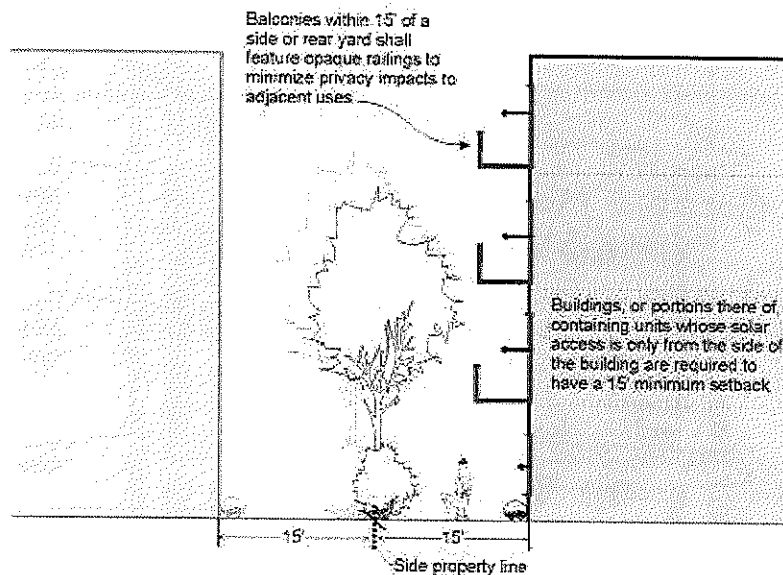 Balconies within 15' of a
side or rear yard shall
feature opaque railings to
minimize privacy impacts to
adjacent uses
Buildings, or portions there of
containing units whose solar
access is only from the side of
the building are required to
have a 15' minimum setback
15'
15'
Side property line